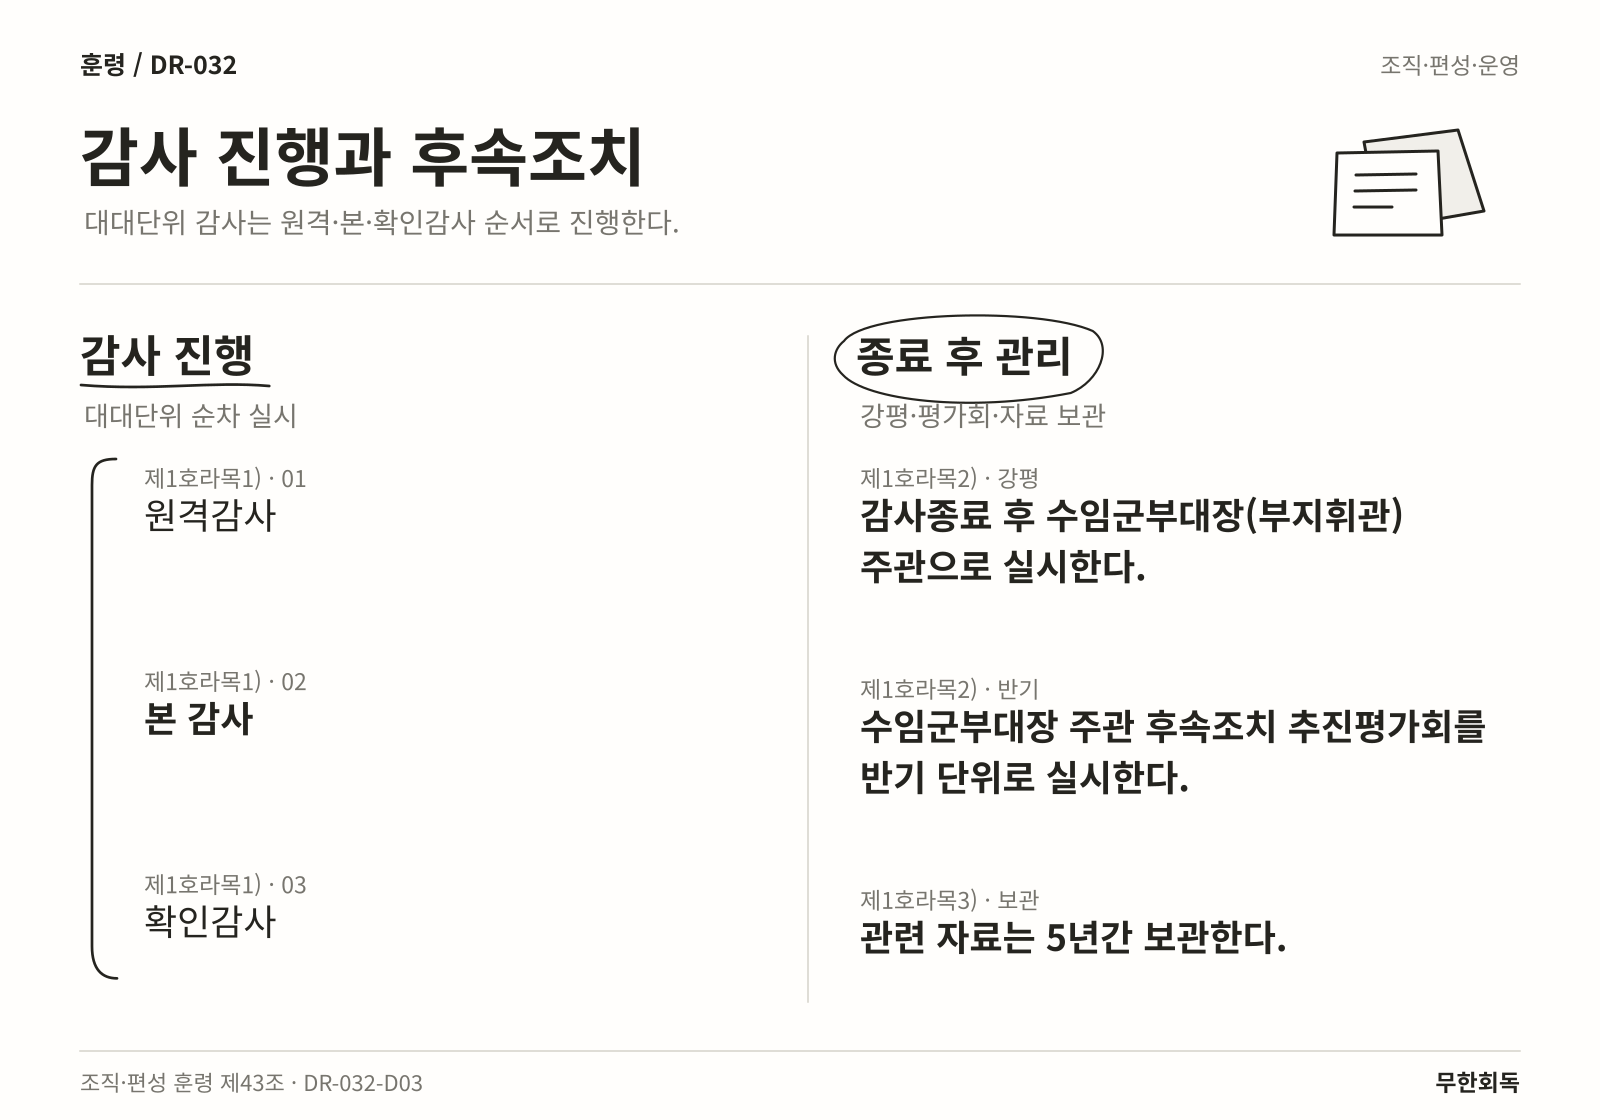 훈령 / DR-032
조직·편성·운영
감사 진행과 후속조치
대대단위 감사는 원격·본·확인감사 순서로 진행한다.
감사 진행
대대단위 순차 실시
제1호라목1) · 01
원격감사
제1호라목1) · 02
본 감사
제1호라목1) · 03
확인감사
종료 후 관리
강평·평가회·자료 보관
제1호라목2) · 강평
감사종료 후 수임군부대장(부지휘관)
주관으로 실시한다.
제1호라목2) · 반기
수임군부대장 주관 후속조치 추진평가회를
반기 단위로 실시한다.
제1호라목3) · 보관
관련 자료는 5년간 보관한다.
조직·편성 훈령 제43조 · DR-032-D03
무한회독